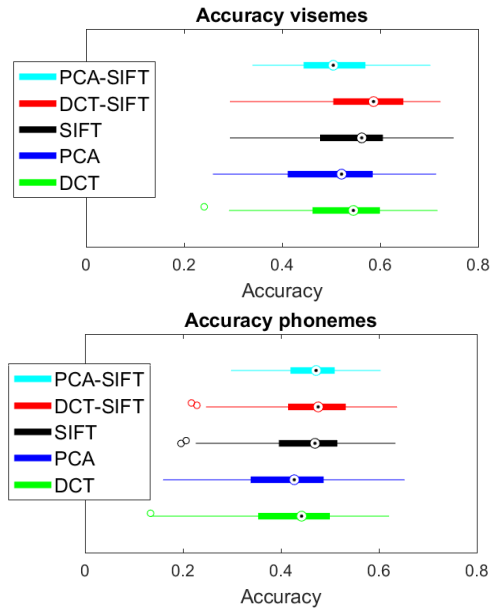 Accuracy visemes
PCA-SIFT
DCT-SIFT
SIFT
PCA
DCT
0 0.2 0.4 0.6 0.8
Accuracy
Accuracy phonemes
PCA-SIFT
DCT-SIFT
SIFT
PCA
DCT
0 0.2 0.4 0.6 0.8
Accuracy